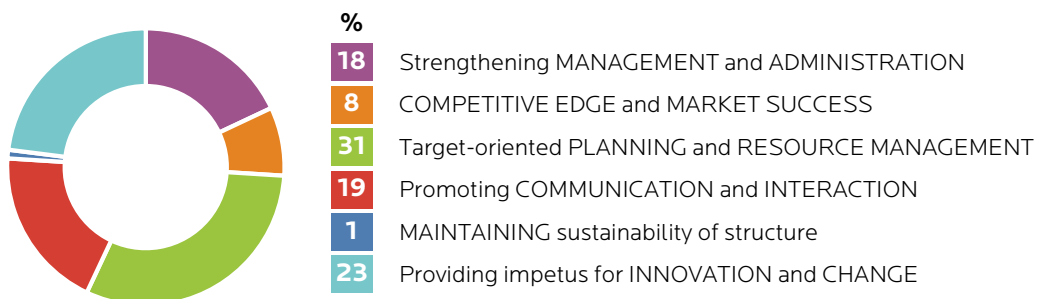 %
18 Strengthening MANAGEMENT and ADMINISTRATION
8 COMPETITIVE EDGE and MARKET SUCCESS
31 Target-oriented PLANNING and RESOURCE MANAGEMENT
19 Promoting COMMUNICATION and INTERACTION
1 MAINTAINING sustainability of structure
23 Providing impetus for INNOVATION and CHANGE